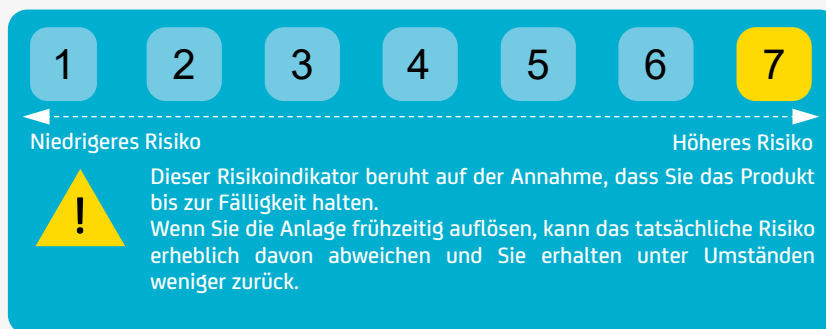 1 2 3 4 5 6 7
Niedrigeres Risiko Höheres Risiko
!
Dieser Risikoindikator beruht auf der Annahme, dass Sie das Produkt
bis zur Fälligkeit halten.
Wenn Sie die Anlage frühzeitig auflösen, kann das tatsächliche Risiko
erheblich davon abweichen und Sie erhalten unter Umständen
weniger zurück.